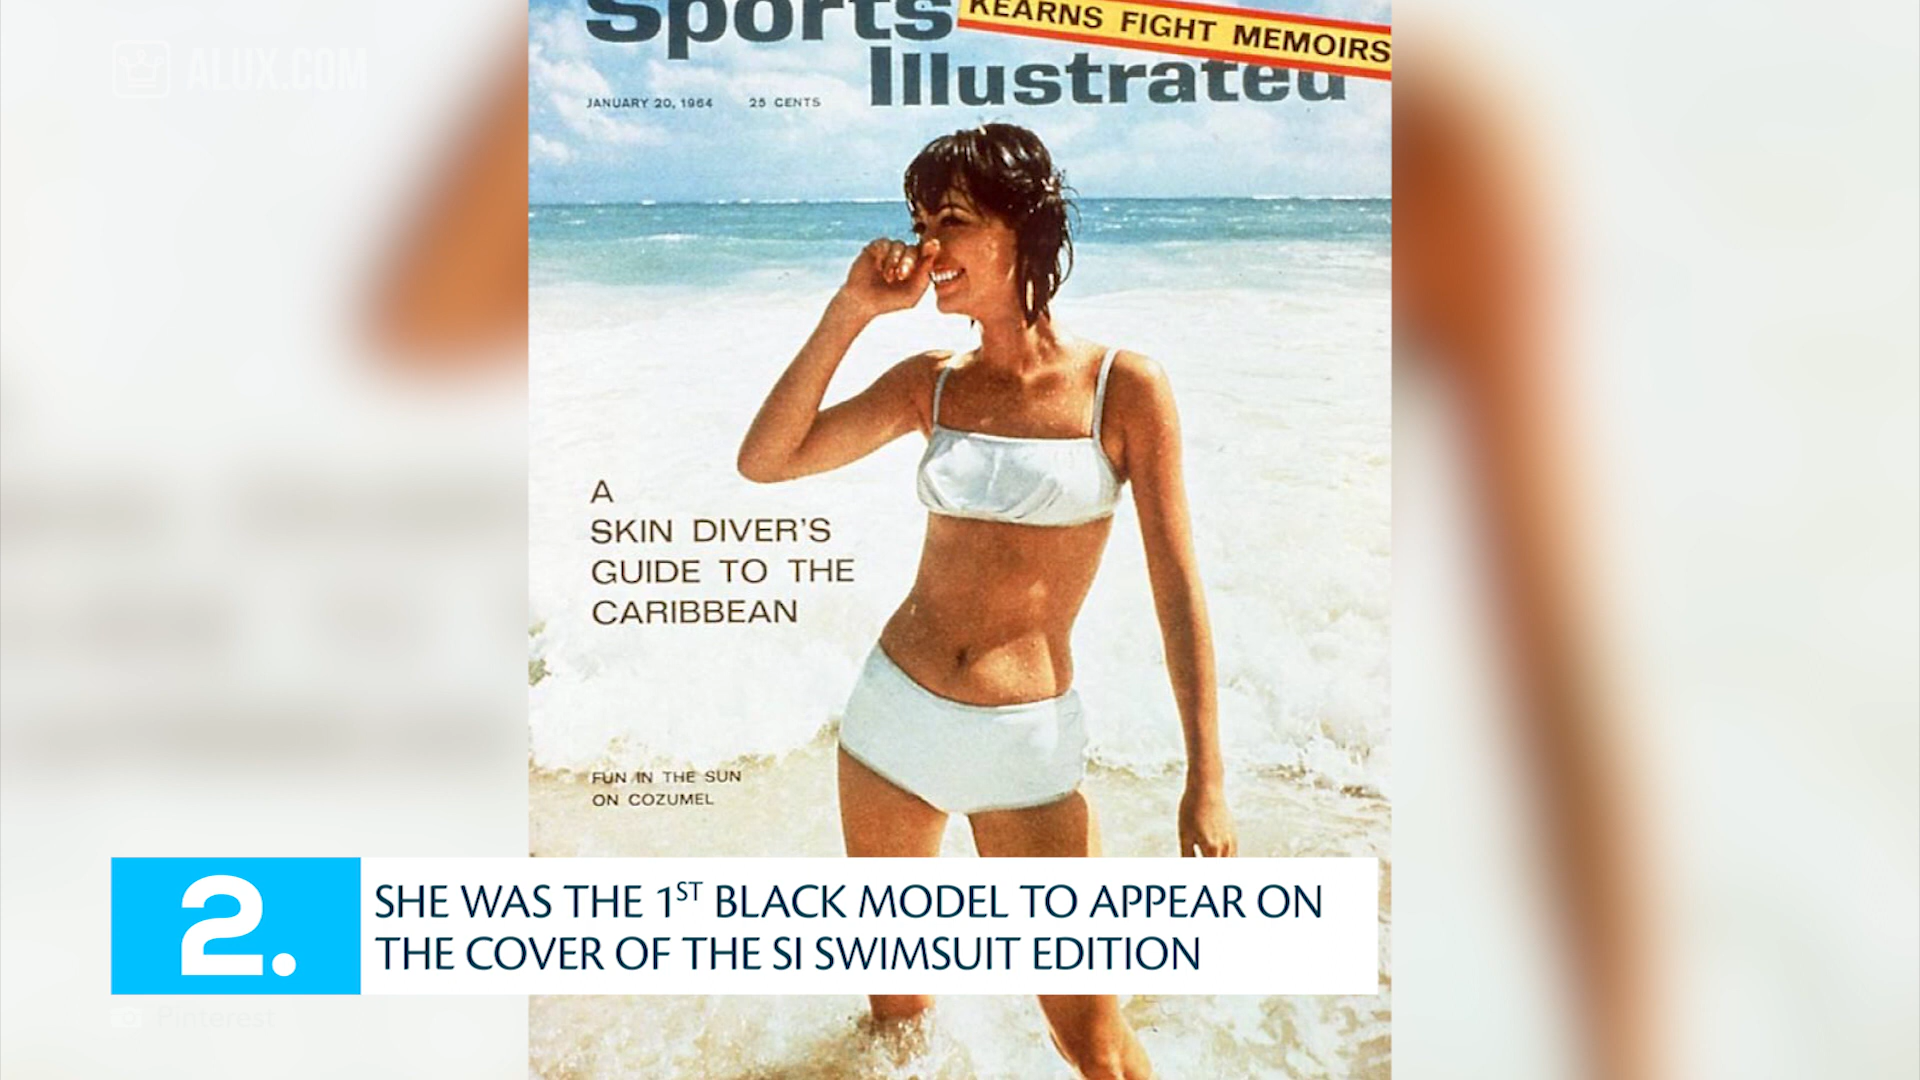 Sports
KEARNS FIGHT MEMOIRS
Illustrated
ALUX.COM
JANUARY 20, 1964 25 CENTS
A
SKIN DIVER'S
GUIDE TO THE
CARIBBEAN
FUN IN THE SUN
ON COZUMEL
2.
SHE WAS THE 1ST BLACK MODEL TO APPEAR ON
THE COVER OF THE SI SWIMSUIT EDITION
Pinterest